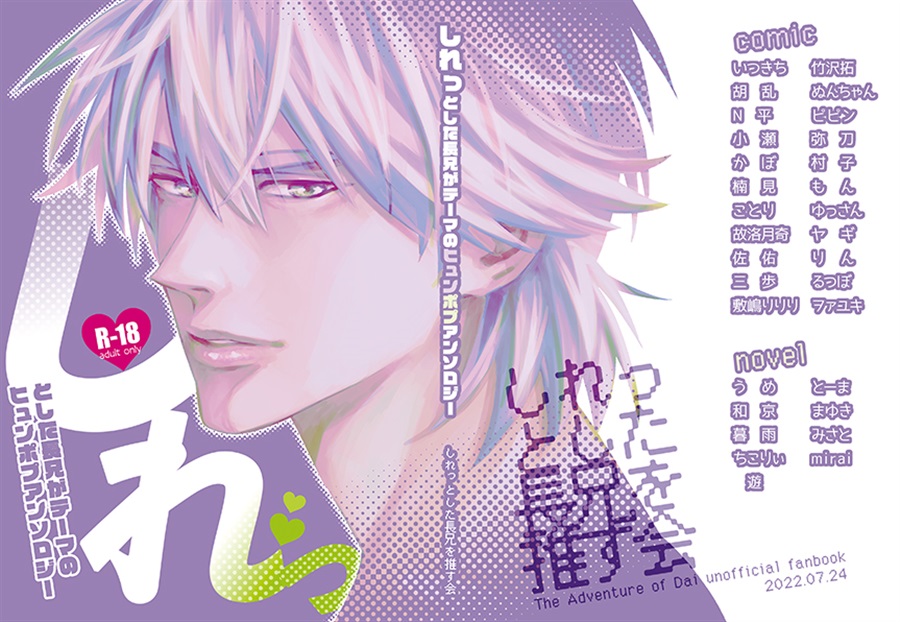 しれっ
とした長兄がテーマの
ヒュンポプアンソロジー
R-18
adult only
しれっとした長兄がテーマのヒュンポプアンソロジー
しれっとした長兄を推す会
comic
いつきち 竹沢拓
胡乱 ぬんちゃん
N平 ピピン
小瀬 弥刀
かぽ 村子
楠見 もん
ことり ゆっさん
故洛月奇 ヤギ
佐佑 りん
三歩 るつぼ
敷嶋りりり ヲァユキ
novel
うめ とーま
和京 まゆき
暮雨 みさと
ちこりぃ mirai
遊
しれっ
とした
長兄を
推す会
The Adventure of Dai unofficial fanbook
2022.07.24